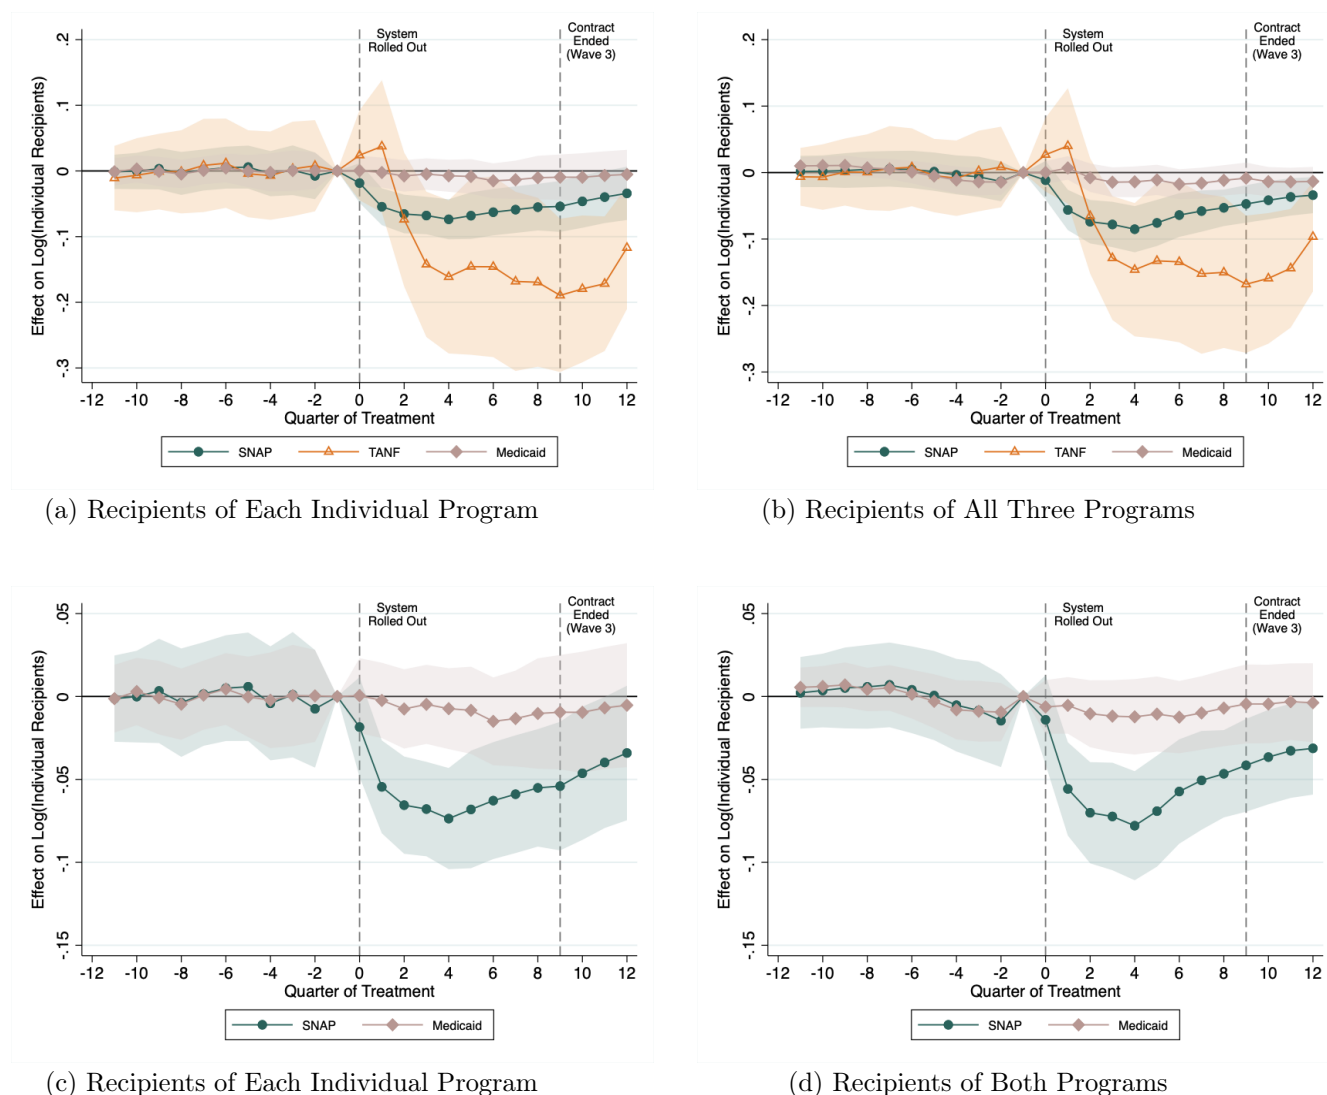 System
Rolled Out
Contract
Ended
(Wave 3)
Effect on Log(Individual Recipients)
.2
.1
0
-.1
-.2
-.3
-12 -10 -8 -6 -4 -2 0 2 4 6 8 10 12
Quarter of Treatment
SNAP TANF Medicaid
(a) Recipients of Each Individual Program
System
Rolled Out
Contract
Ended
(Wave 3)
Effect on Log(Individual Recipients)
.2
.1
0
-.1
-.2
-.3
-12 -10 -8 -6 -4 -2 0 2 4 6 8 10 12
Quarter of Treatment
SNAP TANF Medicaid
(b) Recipients of All Three Programs
System
Rolled Out
Contract
Ended
(Wave 3)
Effect on Log(Individual Recipients)
.05
0
-.05
-.1
-.15
-12 -10 -8 -6 -4 -2 0 2 4 6 8 10 12
Quarter of Treatment
SNAP Medicaid
(c) Recipients of Each Individual Program
System
Rolled Out
Contract
Ended
(Wave 3)
Effect on Log(Individual Recipients)
.05
0
-.05
-.1
-.15
-12 -10 -8 -6 -4 -2 0 2 4 6 8 10 12
Quarter of Treatment
SNAP Medicaid
(d) Recipients of Both Programs